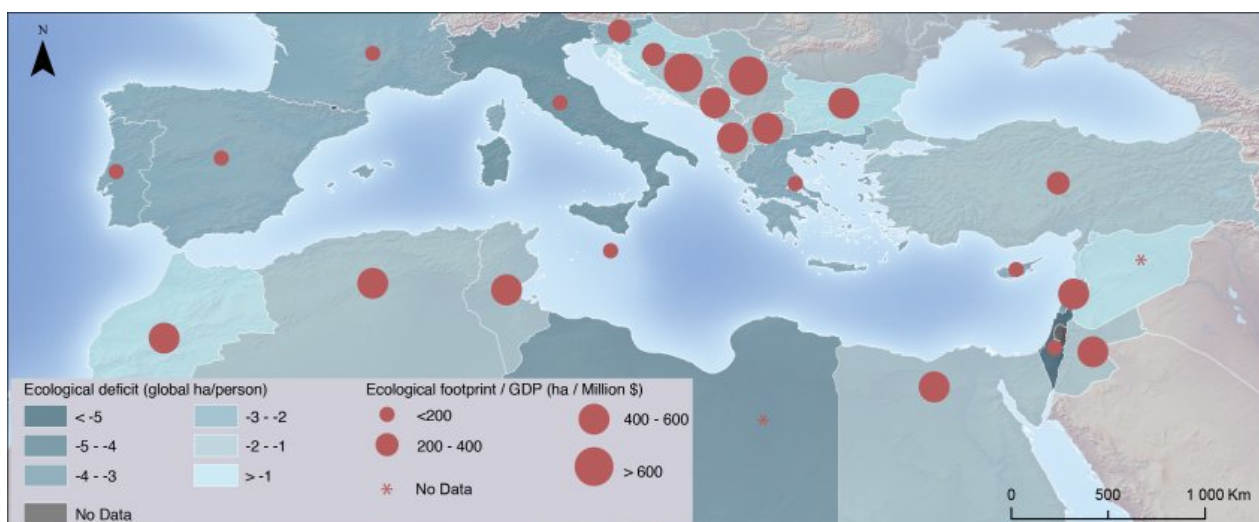 N
Ecological deficit (global ha/person)
< -5
-5 - -4
-4 - -3
No Data
-3 - -2
-2 - -1
> -1
Ecological footprint / GDP (ha / Million $)
<200
200 - 400
No Data
400 - 600
> 600
0 500 1 000 Km